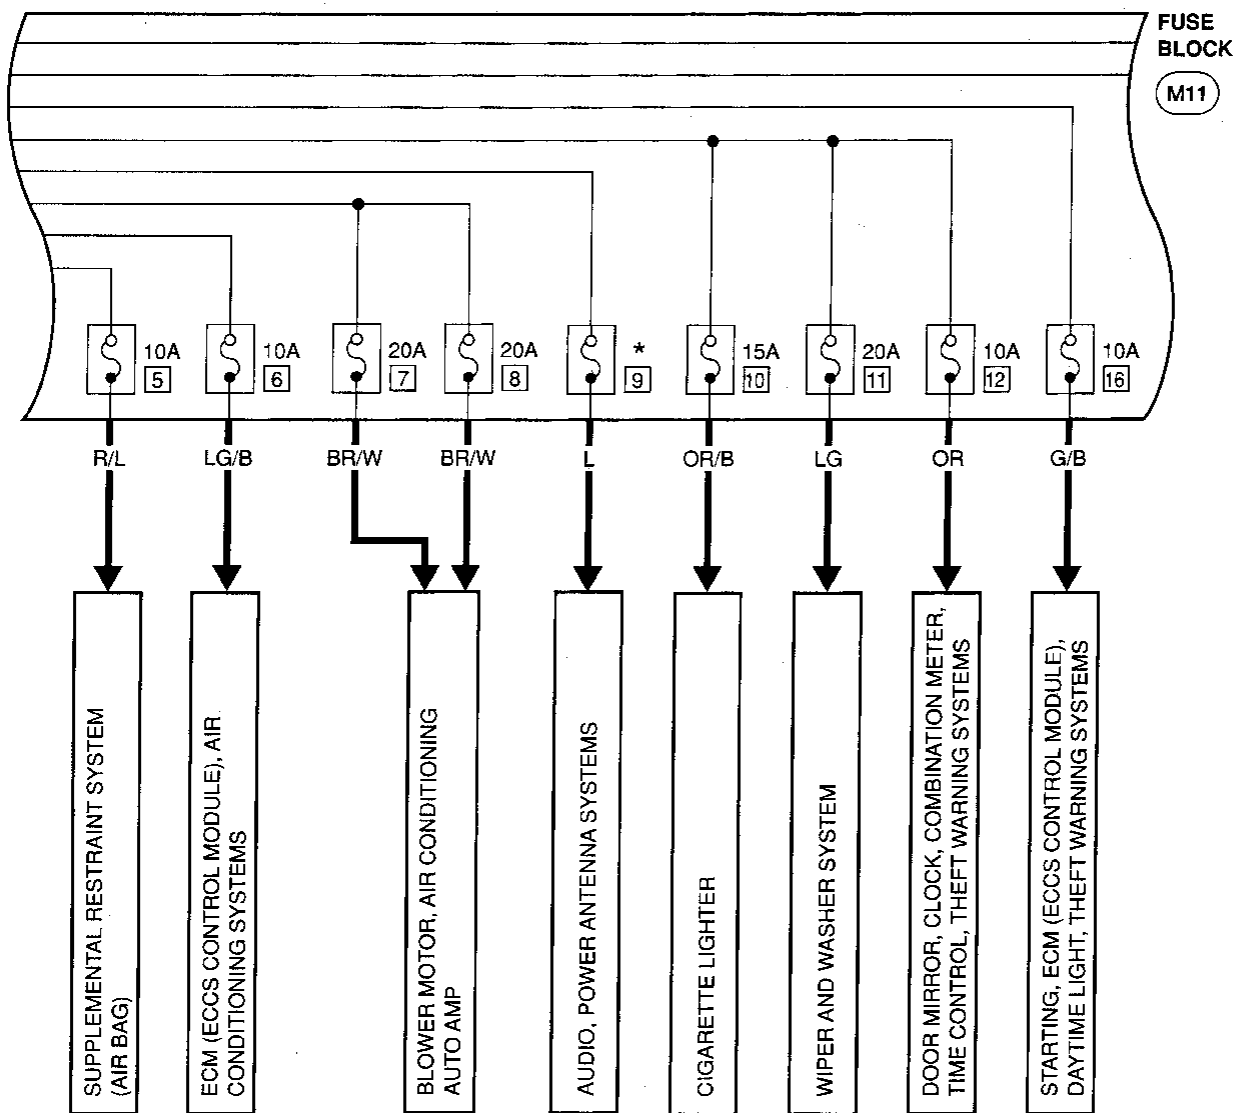 FUSE
BLOCK
M11
10A
5
10A
6
20A
7
20A
8
*
9
15A
10
20A
11
10A
12
10A
16
R/L
LG/B
BR/W
BR/W
L
OR/B
LG
OR
G/B
SUPPLEMENTAL RESTRAINT SYSTEM
(AIR BAG)
ECM (ECCS CONTROL MODULE), AIR
CONDITIONING SYSTEMS
BLOWER MOTOR, AIR CONDITIONING
AUTO AMP
AUDIO, POWER ANTENNA SYSTEMS
CIGARETTE LIGHTER
WIPER AND WASHER SYSTEM
DOOR MIRROR, CLOCK, COMBINATION METER,
TIME CONTROL, THEFT WARNING SYSTEMS
STARTING, ECM (ECCS CONTROL MODULE),
DAYTIME LIGHT, THEFT WARNING SYSTEMS